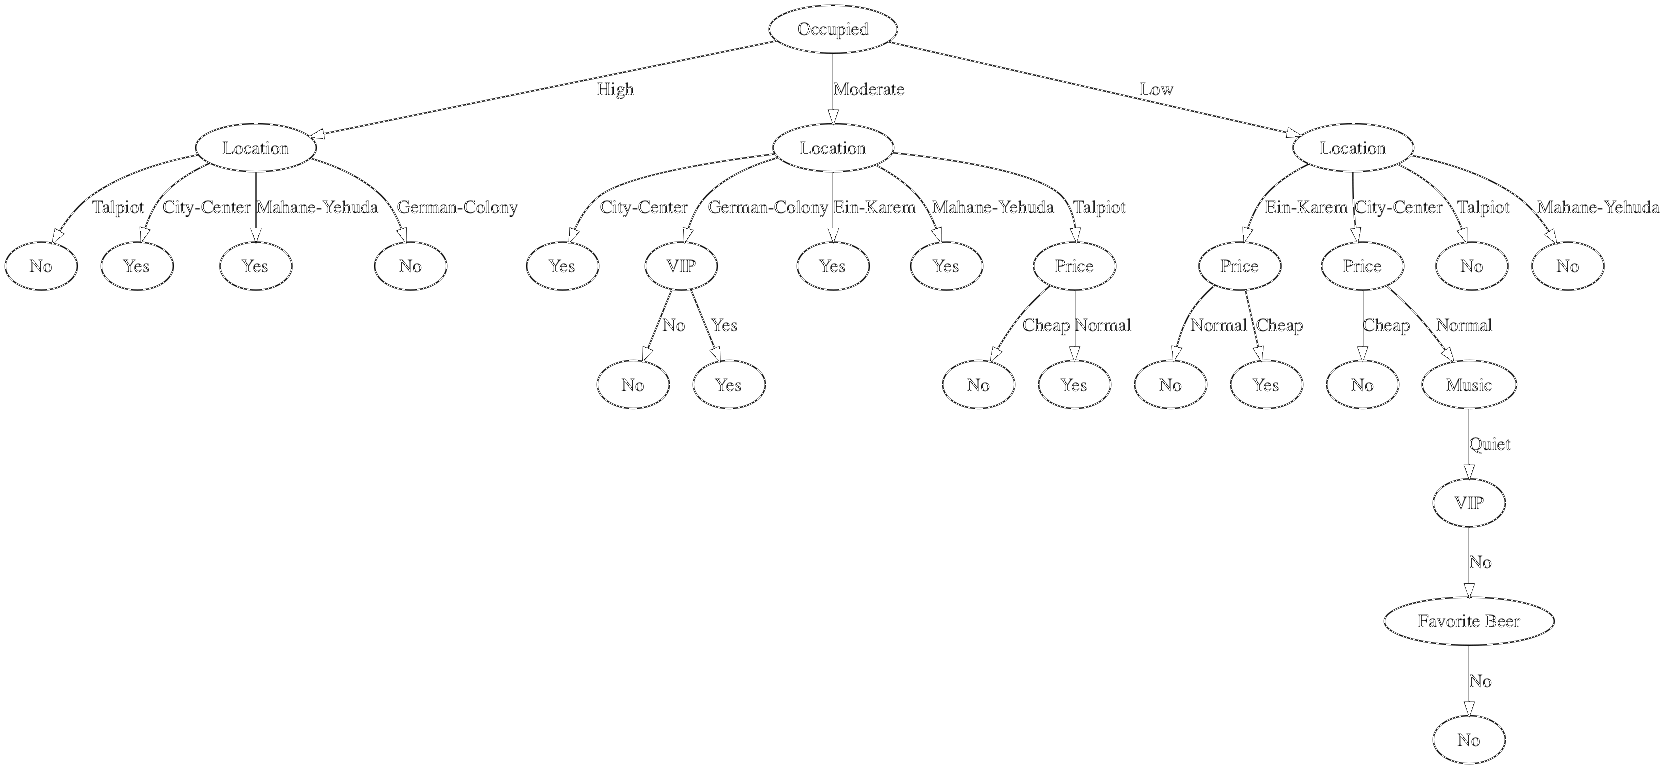 Occupied
High
Moderate
Low
Location
Location
Location
Talpiot
City-Center
Mahane-Yehuda
German-Colony
City-Center
German-Colony
Ein-Karem
Mahane-Yehuda
Talpiot
Ein-Karem
City-Center
Talpiot
Mahane-Yehuda
No
Yes
Yes
No
Yes
VIP
Yes
Yes
Price
Price
Price
No
No
No
Yes
Cheap
Normal
Normal
Cheap
Cheap
Normal
No
Yes
No
Yes
No
Yes
No
Music
Quiet
VIP
No
Favorite Beer
No
No